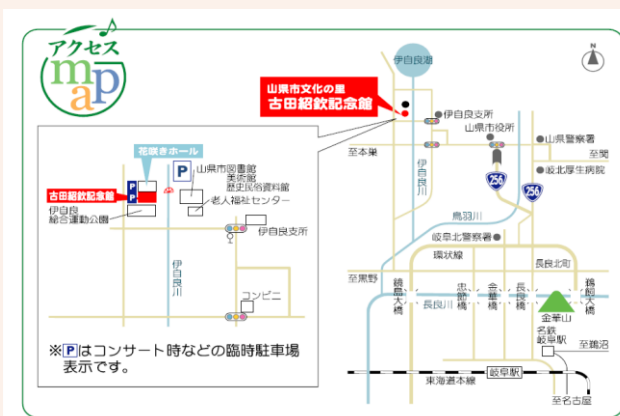 アクセス
map
N
伊自良湖
山県市文化の里
古田紹欽記念館
伊自良支所
山県市役所
山県警察署
至本巣
至関
岐北厚生病院
256
256
伊自良川
鳥羽川
岐阜北警察署
環状線
長良北町
至黒野
鏡島大橋
忠節橋
金華橋
長良橋
鵜飼大橋
長良川
金華山
名鉄
岐阜駅
至鵜沼
岐阜駅
東海道本線
至名古屋
花咲きホール
P
山県市図書館
美術館
歴史民俗資料館
P
P
古田紹欽記念館
老人福祉センター
伊自良
総合運動公園
伊自良支所
伊自良川
コンビニ
※Pはコンサート時などの臨時駐車場
表示です。